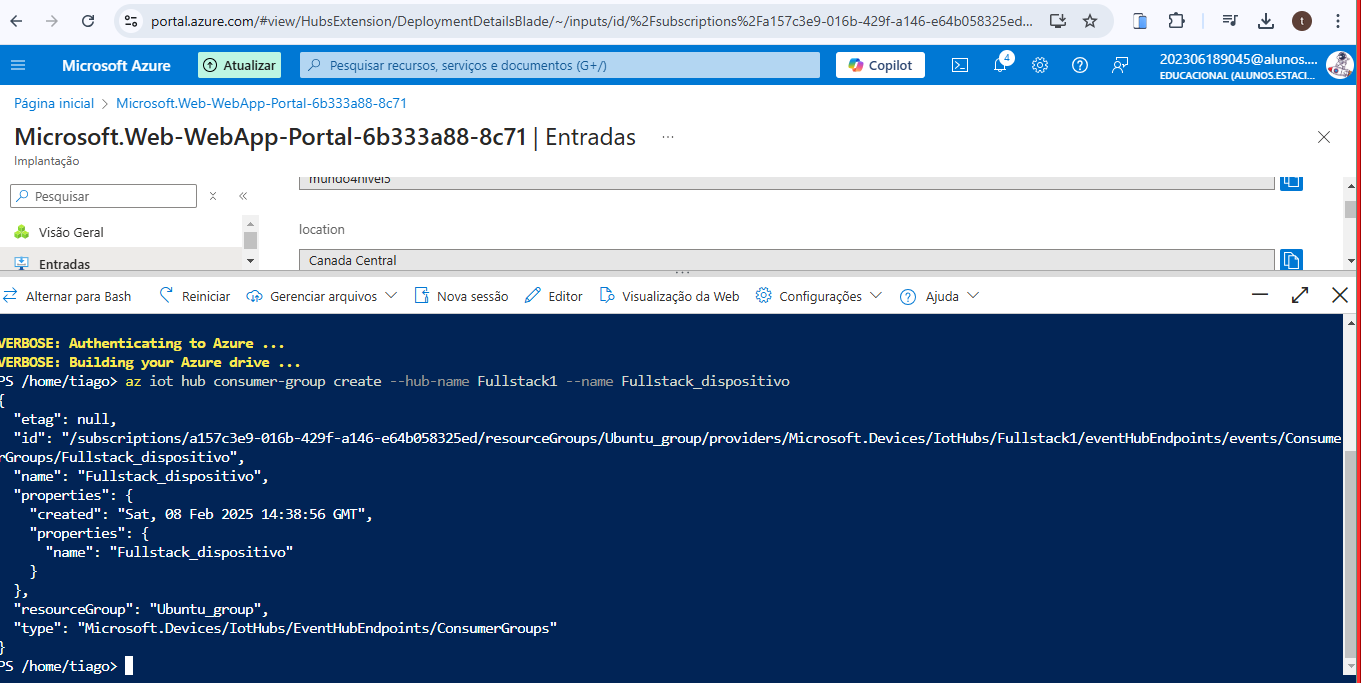 portal.azure.com/#view/HubsExtension/DeploymentDetailsBlade/~/inputs/id/%2Fsubscriptions%2Fa157c3e9-016b-429f-a146-e64b058325ed...
t
Microsoft Azure
Atualizar
Pesquisar recursos, serviços e documentos (G+/)
Copilot
4
202306189045@alunos....
EDUCACIONAL (ALUNOS.ESTACI...
Página inicial > Microsoft.Web-WebApp-Portal-6b333a88-8c71
Microsoft.Web-WebApp-Portal-6b333a88-8c71 | Entradas ...
Implantação
Pesquisar
Visão Geral
Entradas
mundo4nivel5
location
Canada Central
Alternar para Bash
Reiniciar
Gerenciar arquivos
Nova sessão
Editor
Visualização da Web
Configurações
Ajuda
VERBOSE: Authenticating to Azure ...
VERBOSE: Building your Azure drive ...
PS /home/tiago> az iot hub consumer-group create --hub-name Fullstack1 --name Fullstack_dispositivo
{
"etag": null,
"id": "/subscriptions/a157c3e9-016b-429f-a146-e64b058325ed/resourceGroups/Ubuntu_group/providers/Microsoft.Devices/IotHubs/Fullstack1/eventHubEndpoints/events/Consume
rGroups/Fullstack_dispositivo",
"name": "Fullstack_dispositivo",
"properties": {
"created": "Sat, 08 Feb 2025 14:38:56 GMT",
"properties": {
"name": "Fullstack_dispositivo"
}
},
"resourceGroup": "Ubuntu_group",
"type": "Microsoft.Devices/IotHubs/EventHubEndpoints/ConsumerGroups"
}
PS /home/tiago>